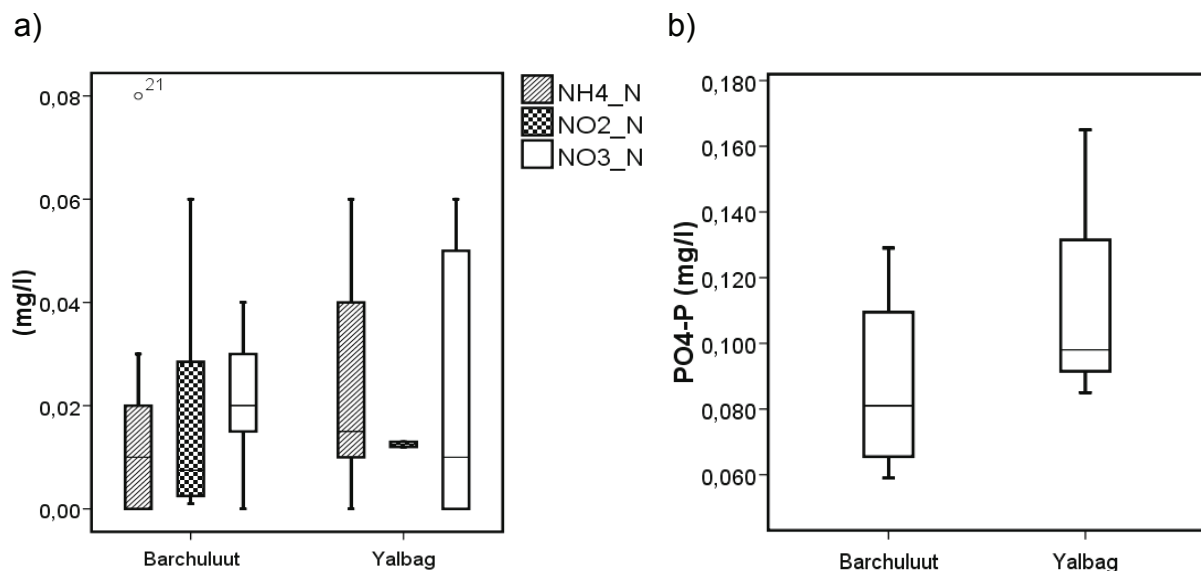 a)
0,08
0,06
0,04
0,02
0,00
(mg/l)
21
Barchuluut
Yalbag
NH4_N
NO2_N
NO3_N
b)
0,180
0,160
0,140
0,120
0,100
0,080
0,060
PO4-P (mg/l)
Barchuluut
Yalbag